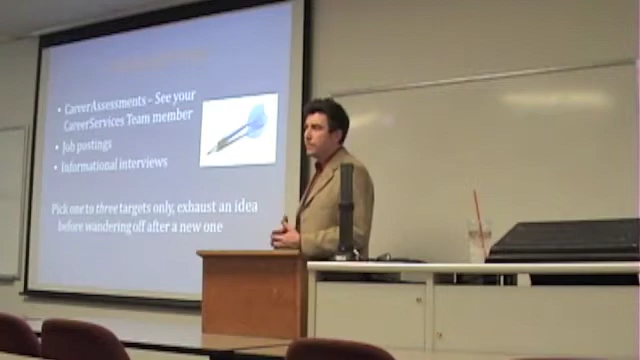 • CareerAssessments – See your
CareerServices Team member
• Job postings
• Informational interviews
Pick one to three targets only, exhaust an idea
before wandering off after a new one